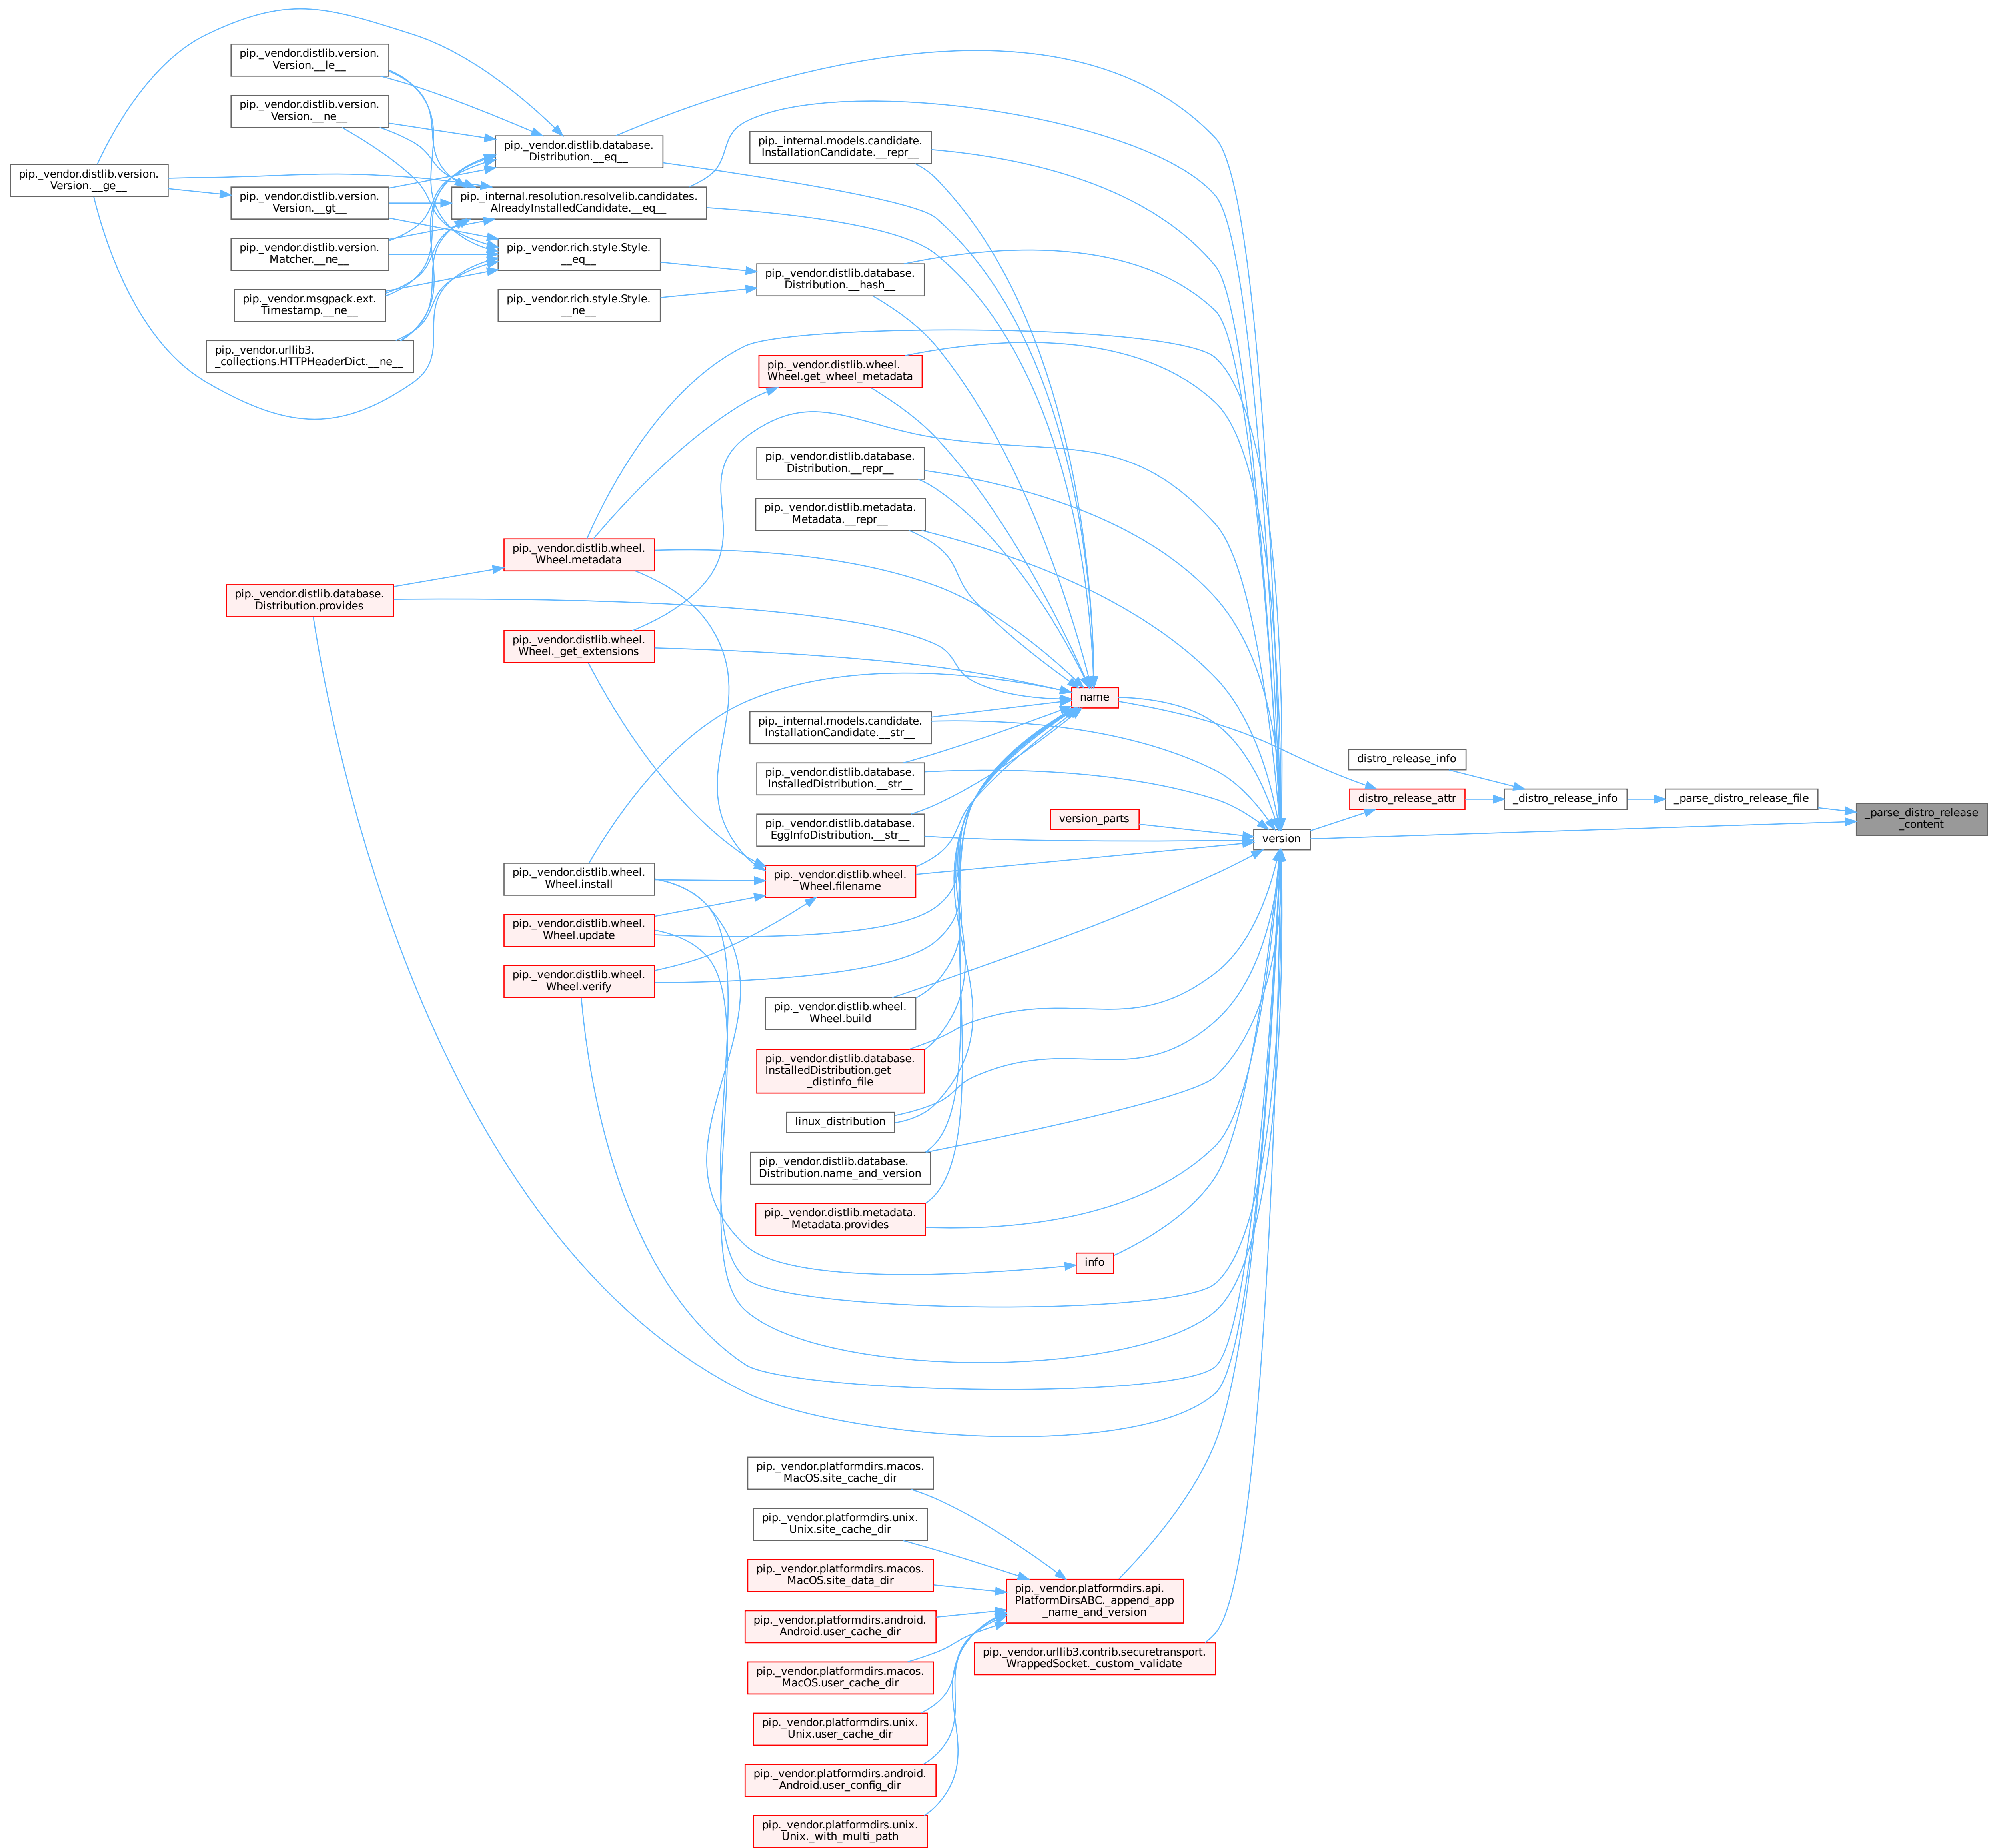 pip._vendor.distlib.version.
Version.__le__
pip._vendor.distlib.version.
Version.__ne__
pip._vendor.distlib.version.
Version.__ge__
pip._vendor.distlib.version.
Version.__gt__
pip._vendor.distlib.version.
Matcher.__ne__
pip._vendor.msgpack.ext.
Timestamp.__ne__
pip._vendor.urllib3.
_collections.HTTPHeaderDict.__ne__
pip._vendor.distlib.database.
Distribution.provides
pip._vendor.distlib.database.
Distribution.__eq__
pip._internal.resolution.resolvelib.candidates.
AlreadyInstalledCandidate.__eq__
pip._vendor.rich.style.Style.
__eq__
pip._vendor.rich.style.Style.
__ne__
pip._vendor.distlib.wheel.
Wheel.metadata
pip._vendor.distlib.wheel.
Wheel._get_extensions
pip._vendor.distlib.wheel.
Wheel.install
pip._vendor.distlib.wheel.
Wheel.update
pip._vendor.distlib.wheel.
Wheel.verify
pip._internal.models.candidate.
InstallationCandidate.__repr__
pip._vendor.distlib.database.
Distribution.__hash__
pip._vendor.distlib.wheel.
Wheel.get_wheel_metadata
pip._vendor.distlib.database.
Distribution.__repr__
pip._vendor.distlib.metadata.
Metadata.__repr__
pip._internal.models.candidate.
InstallationCandidate.__str__
pip._vendor.distlib.database.
InstalledDistribution.__str__
pip._vendor.distlib.database.
EggInfoDistribution.__str__
pip._vendor.distlib.wheel.
Wheel.filename
pip._vendor.distlib.wheel.
Wheel.build
pip._vendor.distlib.database.
InstalledDistribution.get
_distinfo_file
linux_distribution
pip._vendor.distlib.database.
Distribution.name_and_version
pip._vendor.distlib.metadata.
Metadata.provides
pip._vendor.platformdirs.macos.
MacOS.site_cache_dir
pip._vendor.platformdirs.unix.
Unix.site_cache_dir
pip._vendor.platformdirs.macos.
MacOS.site_data_dir
pip._vendor.platformdirs.android.
Android.user_cache_dir
pip._vendor.platformdirs.macos.
MacOS.user_cache_dir
pip._vendor.platformdirs.unix.
Unix.user_cache_dir
pip._vendor.platformdirs.android.
Android.user_config_dir
pip._vendor.platformdirs.unix.
Unix._with_multi_path
name
version_parts
info
pip._vendor.platformdirs.api.
PlatformDirsABC._append_app
_name_and_version
pip._vendor.urllib3.contrib.securetransport.
WrappedSocket._custom_validate
version
distro_release_info
distro_release_attr
_distro_release_info
_parse_distro_release_file
_parse_distro_release
_content